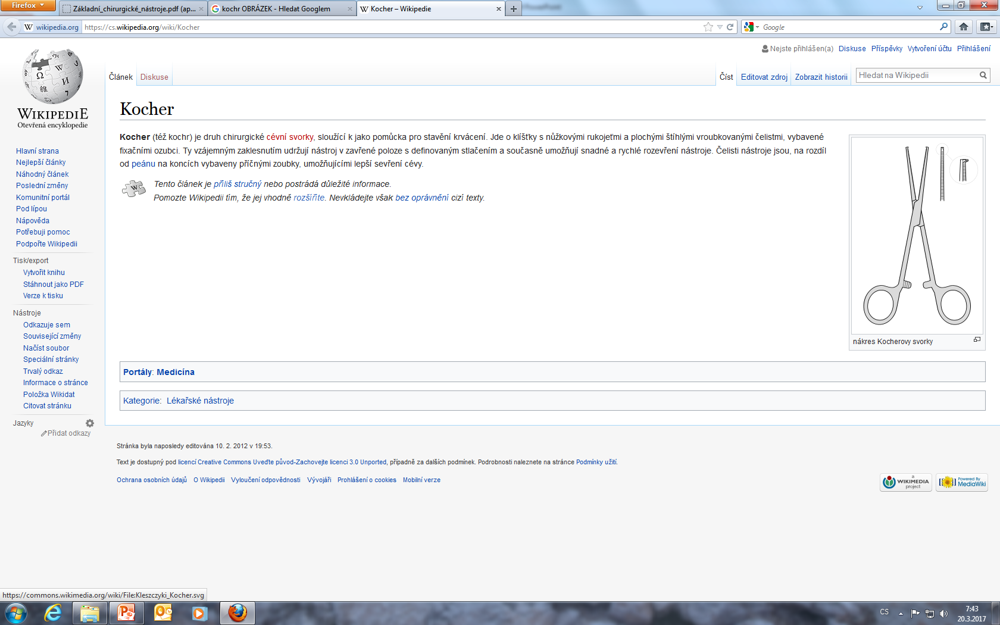 Firefox
Základní_chirurgické_nástroje.pdf (ap...
kochr OBRÁZEK - Hledat Googlem
Kocher – Wikipedie
wikipedia.org
https://cs.wikipedia.org/wiki/Kocher
Google
Nejste přihlášen(a) Diskuse Příspěvky Vytvoření účtu Přihlášení
Článek Diskuse
Číst Editovat zdroj Zobrazit historii
Hledat na Wikipedii
WIKIPEDIE
Otevřená encyklopedie
Hlavní strana
Nejlepší články
Náhodný článek
Poslední změny
Komunitní portál
Pod lípou
Nápověda
Potřebuji pomoc
Podpořte Wikipedii
Tisk/export
Vytvořit knihu
Stáhnout jako PDF
Verze k tisku
Nástroje
Odkazuje sem
Související změny
Načíst soubor
Speciální stránky
Trvalý odkaz
Informace o stránce
Položka Wikidat
Citovat stránku
Jazyky
Přidat odkazy
Kocher
Kocher (též kochr) je druh chirurgické cévní svorky, sloužící k jako pomůcka pro stavění krvácení. Jde o klíšťky s nůžkovými rukojeťmi a plochými štíhlými vroubkovanými čelistmi, vybavené
fixačními ozubci. Ty vzájemným zaklesnutím udržují nástroj v zavřené poloze s definovaným stlačením a současně umožňují snadné a rychlé rozevření nástroje. Čelisti nástroje jsou, na rozdíl
od peánu na koncích vybaveny příčnými zoubky, umožňujícími lepší sevření cévy.
Tento článek je příliš stručný nebo postrádá důležité informace.
Pomozte Wikipedii tím, že jej vhodně rozšíříte. Nevkládejte však bez oprávnění cizí texty.
nákres Kocherovy svorky
Portály: Medicína
Kategorie: Lékařské nástroje
Stránka byla naposledy editována 10. 2. 2012 v 19:53.
Text je dostupný pod licencí Creative Commons Uveďte původ-Zachovejte licenci 3.0 Unported, případně za dalších podmínek. Podrobnosti naleznete na stránce Podmínky užití.
Ochrana osobních údajů O Wikipedii Vyloučení odpovědnosti Vývojáři Prohlášení o cookies Mobilní verze
a
WIKIMEDIA
project
Powered By
MediaWiki
https://commons.wikimedia.org/wiki/File:Kleszczyki_Kocher.svg
CS
7:43
20.3.2017